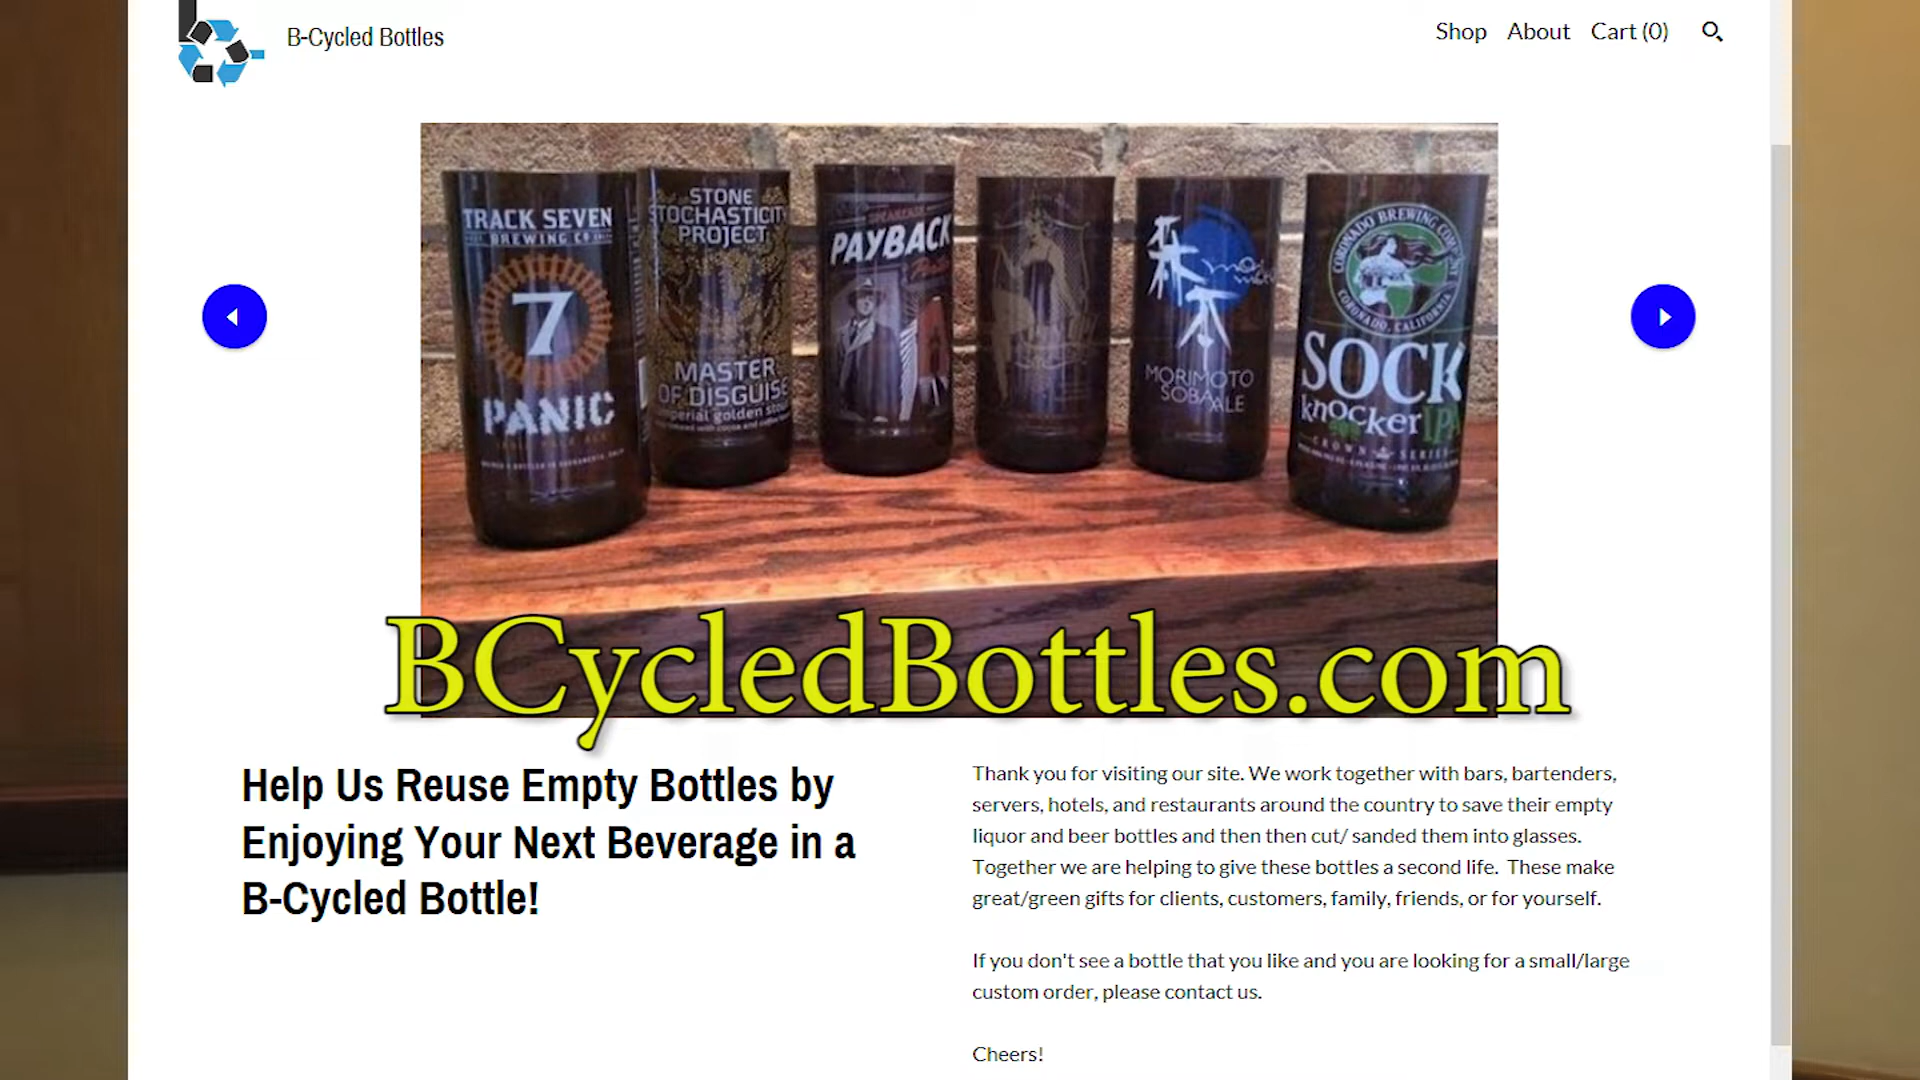 B-Cycled Bottles
Shop About Cart (0)
TRACK SEVEN
BREWING CO
7
PANIC
STONE
STOCHASTICITY
PROJECT
MASTER
OF DISGUISE
imperial golden stout
PAYBACK
Porter
森本
MORIMOTO
SOBA ALE
CORONADO BREWING COMPANY
CORONADO, CALIFORNIA
SOCK
knocker IPA
CROWN SERIES
BCycledBottles.com
Help Us Reuse Empty Bottles by
Enjoying Your Next Beverage in a
B-Cycled Bottle!
Thank you for visiting our site. We work together with bars, bartenders,
servers, hotels, and restaurants around the country to save their empty
liquor and beer bottles and then then cut/ sanded them into glasses.
Together we are helping to give these bottles a second life. These make
great/green gifts for clients, customers, family, friends, or for yourself.
If you don't see a bottle that you like and you are looking for a small/large
custom order, please contact us.
Cheers!